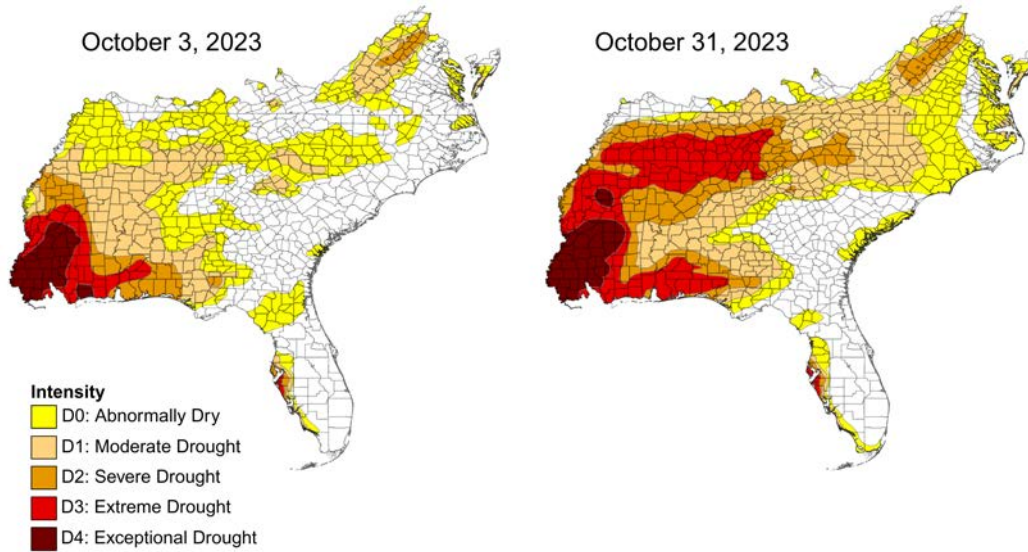 October 3, 2023
October 31, 2023
Intensity
D0: Abnormally Dry
D1: Moderate Drought
D2: Severe Drought
D3: Extreme Drought
D4: Exceptional Drought